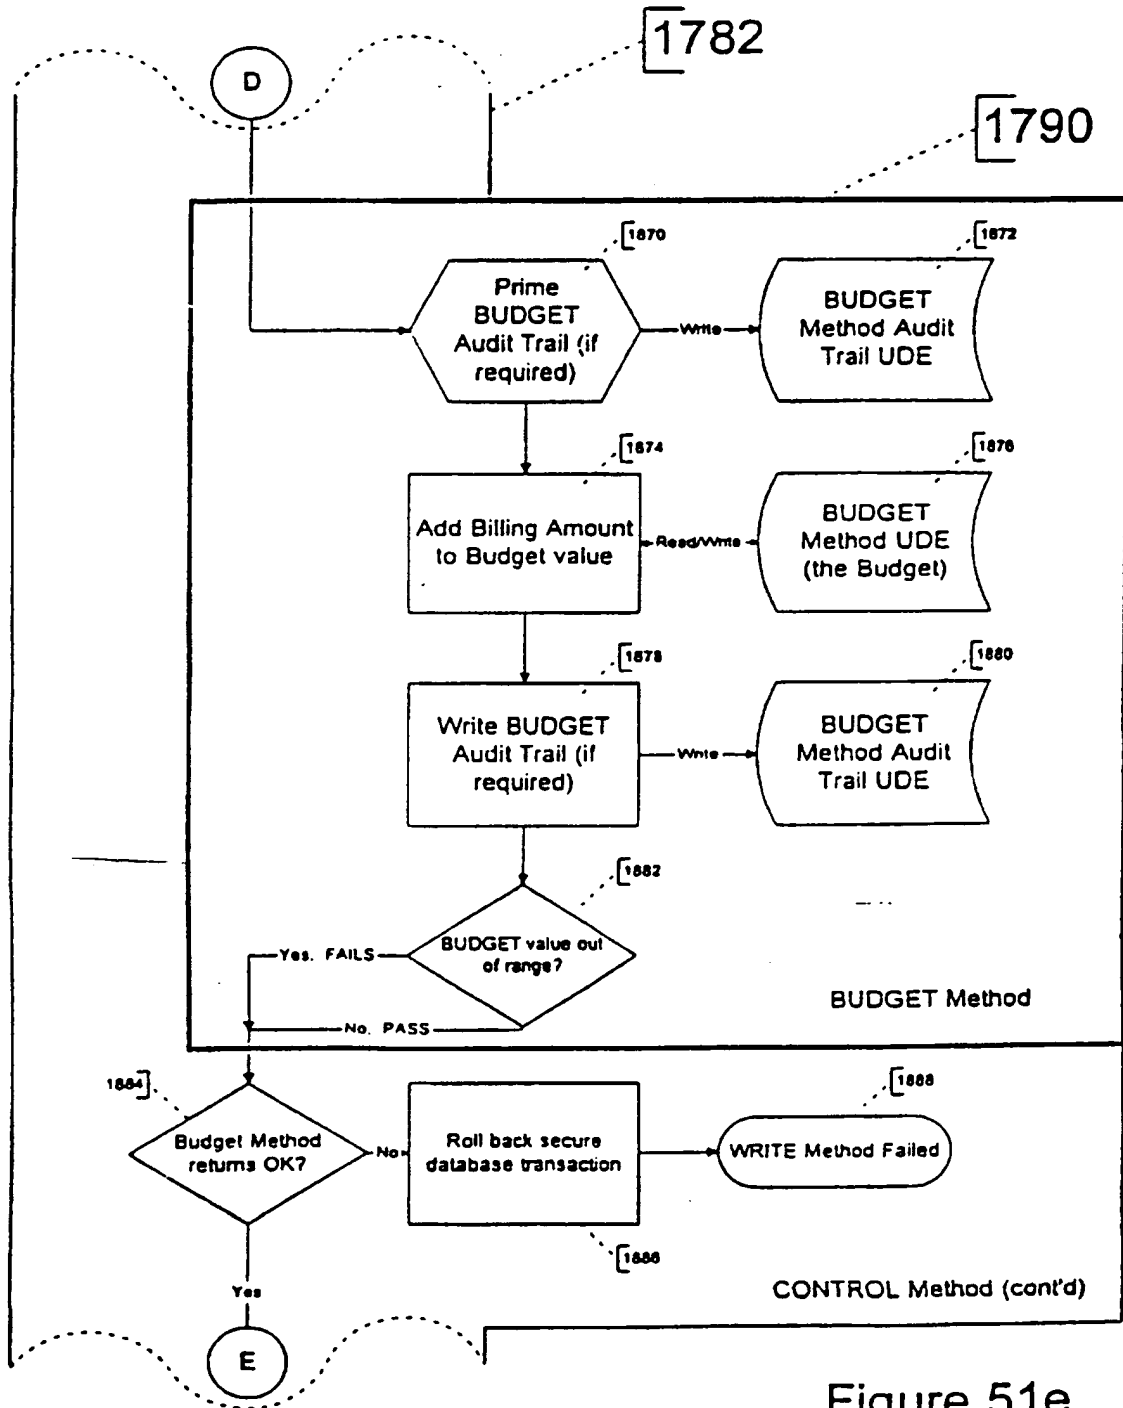 1782
D
1790
1870
1872
Prime
BUDGET
Audit Trail (if
required)
Write
BUDGET
Method Audit
Trail UDE
1874
1876
Add Billing Amount
to Budget value
Read/Write
BUDGET
Method UDE
(the Budget)
1878
1880
Write BUDGET
Audit Trail (if
required)
Write
BUDGET
Method Audit
Trail UDE
1882
BUDGET value out
of range?
Yes. FAILS
No. PASS
BUDGET Method
1884
1888
Budget Method
returns OK?
No
Roll back secure
database transaction
WRITE Method Failed
1886
Yes
CONTROL Method (cont'd)
E
Figure 51e